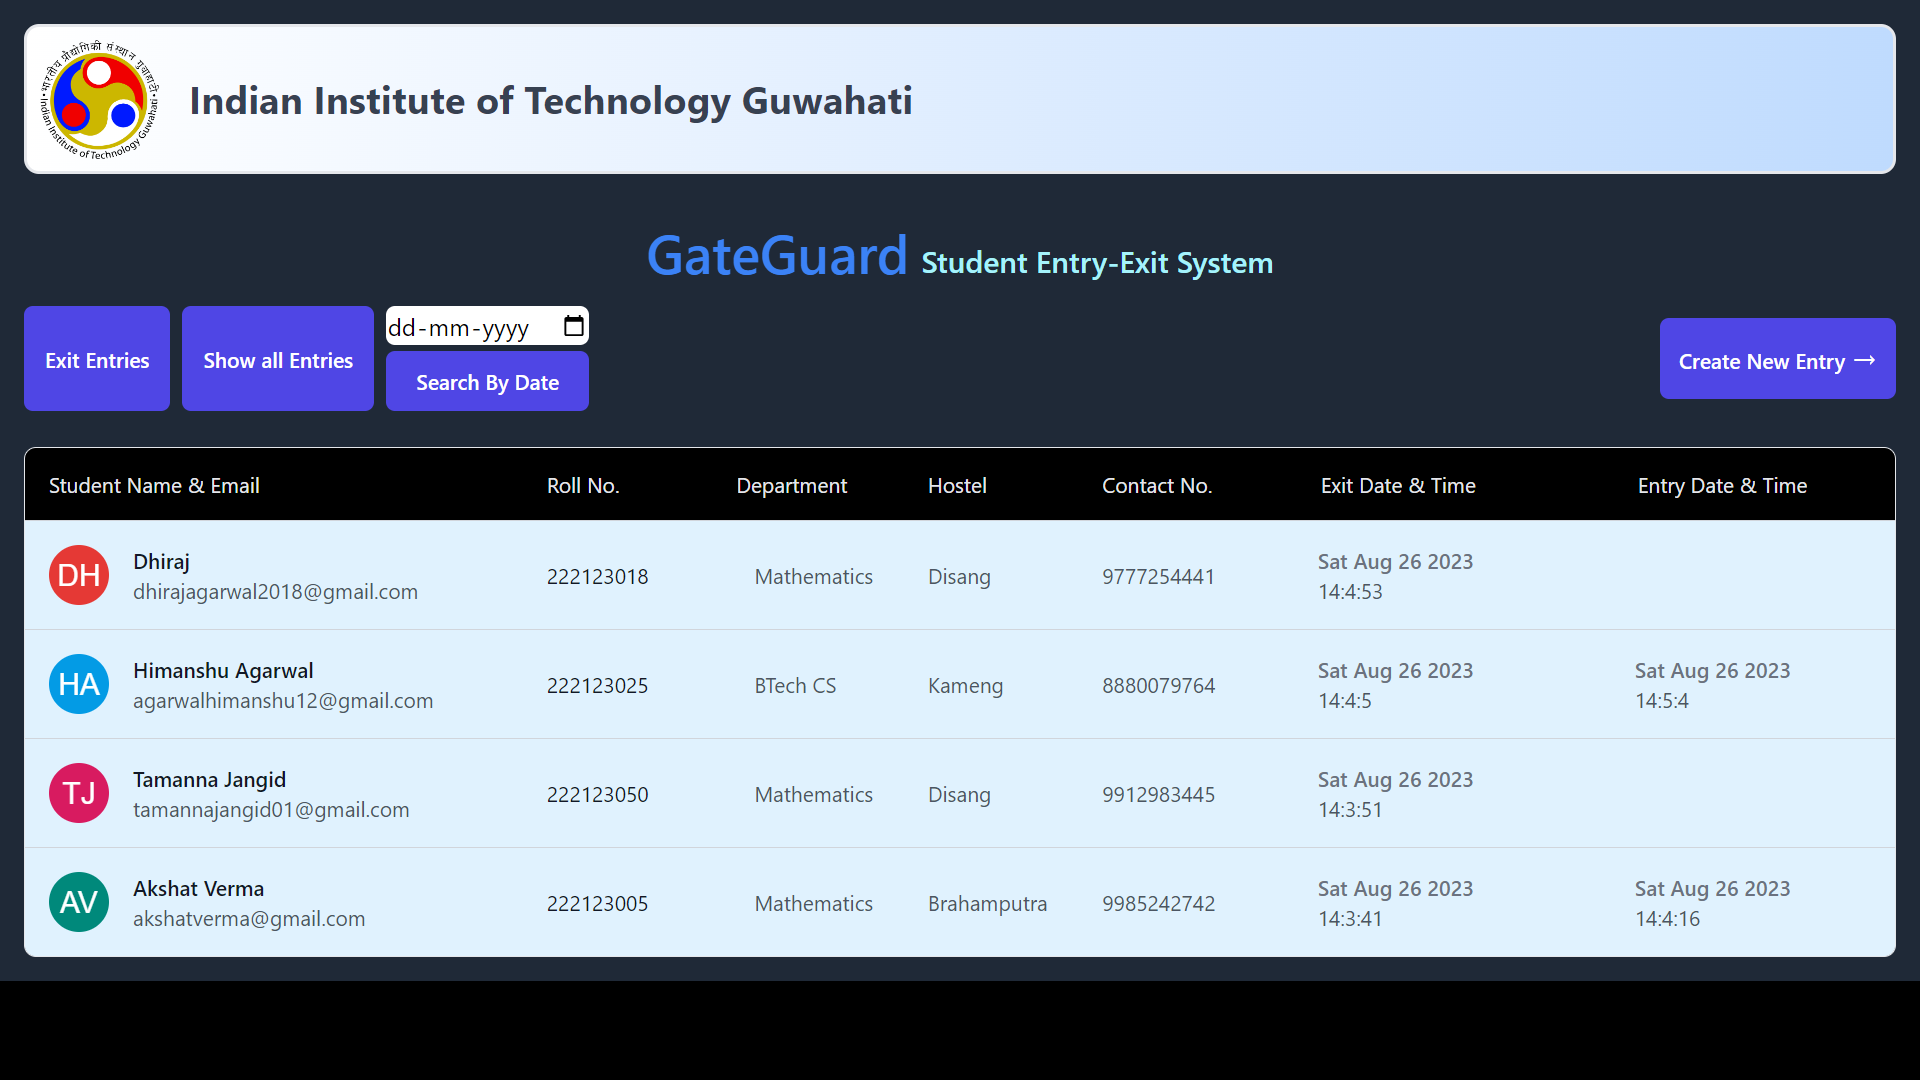 भारतीय प्रौद्योगिकी संस्थान गुवाहाटी
Indian Institute of Technology Guwahati
Indian Institute of Technology Guwahati
GateGuard Student Entry-Exit System
Exit Entries
Show all Entries
dd-mm-yyyy
Search By Date
Create New Entry →
Student Name & Email Roll No. Department Hostel Contact No. Exit Date & Time Entry Date & Time
DH
Dhiraj
dhirajagarwal2018@gmail.com
222123018 Mathematics Disang 9777254441
Sat Aug 26 2023
14:4:53
HA
Himanshu Agarwal
agarwalhimanshu12@gmail.com
222123025 BTech CS Kameng 8880079764
Sat Aug 26 2023
14:4:5
Sat Aug 26 2023
14:5:4
TJ
Tamanna Jangid
tamannajangid01@gmail.com
222123050 Mathematics Disang 9912983445
Sat Aug 26 2023
14:3:51
AV
Akshat Verma
akshatverma@gmail.com
222123005 Mathematics Brahamputra 9985242742
Sat Aug 26 2023
14:3:41
Sat Aug 26 2023
14:4:16